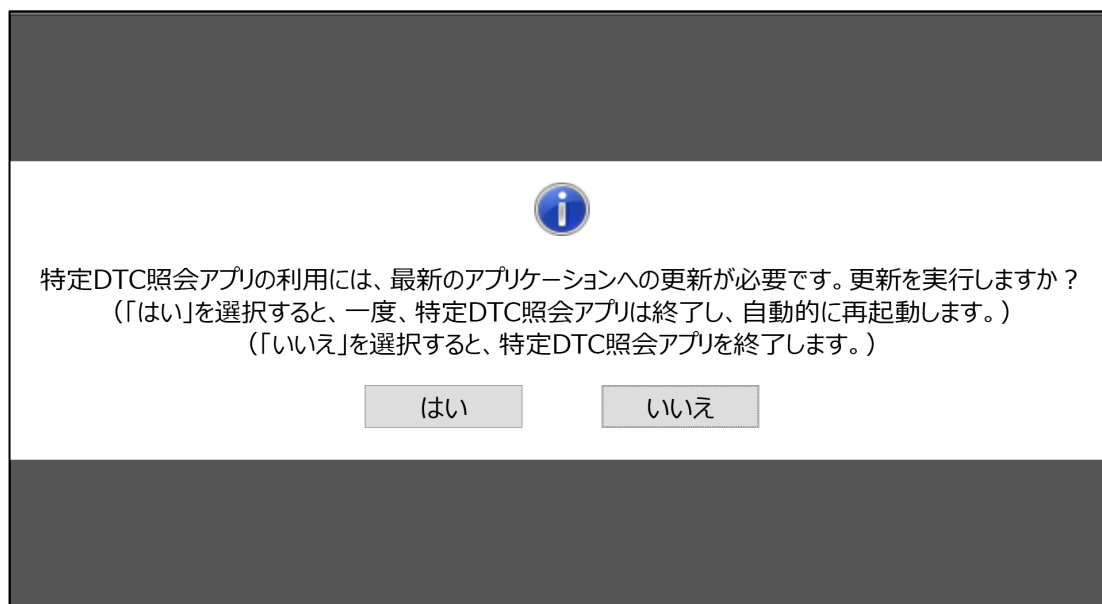 特定DTC照会アプリの利用には、最新のアプリケーションへの更新が必要です。更新を実行しますか？
（「はい」を選択すると、一度、特定DTC照会アプリは終了し、自動的に再起動します。）
（「いいえ」を選択すると、特定DTC照会アプリを終了します。）
はい
いいえ